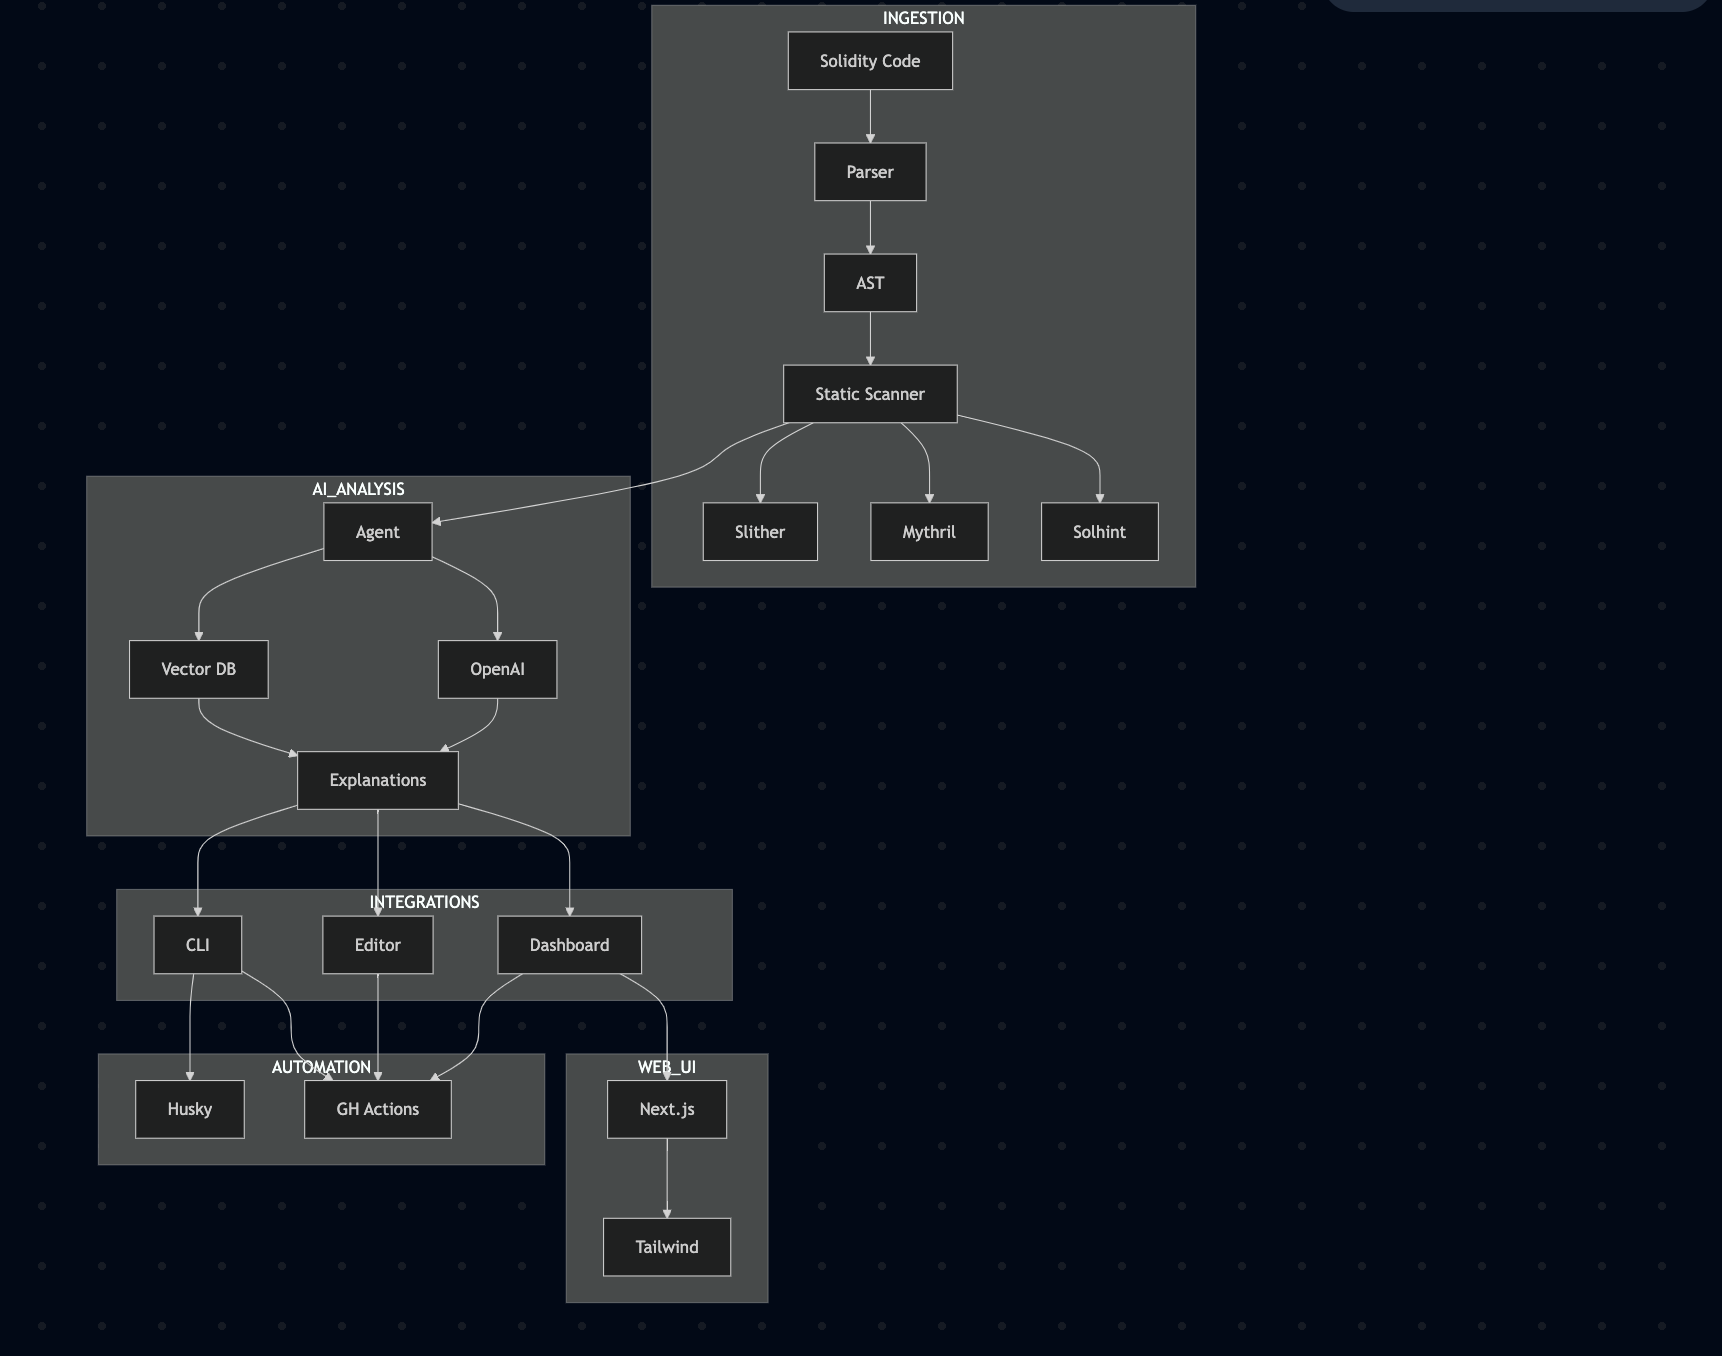 INGESTION
Solidity Code
Parser
AST
Static Scanner
Slither
Mythril
Solhint
AI_ANALYSIS
Agent
Vector DB
OpenAI
Explanations
INTEGRATIONS
CLI
Editor
Dashboard
AUTOMATION
Husky
GH Actions
WEB_UI
Next.js
Tailwind